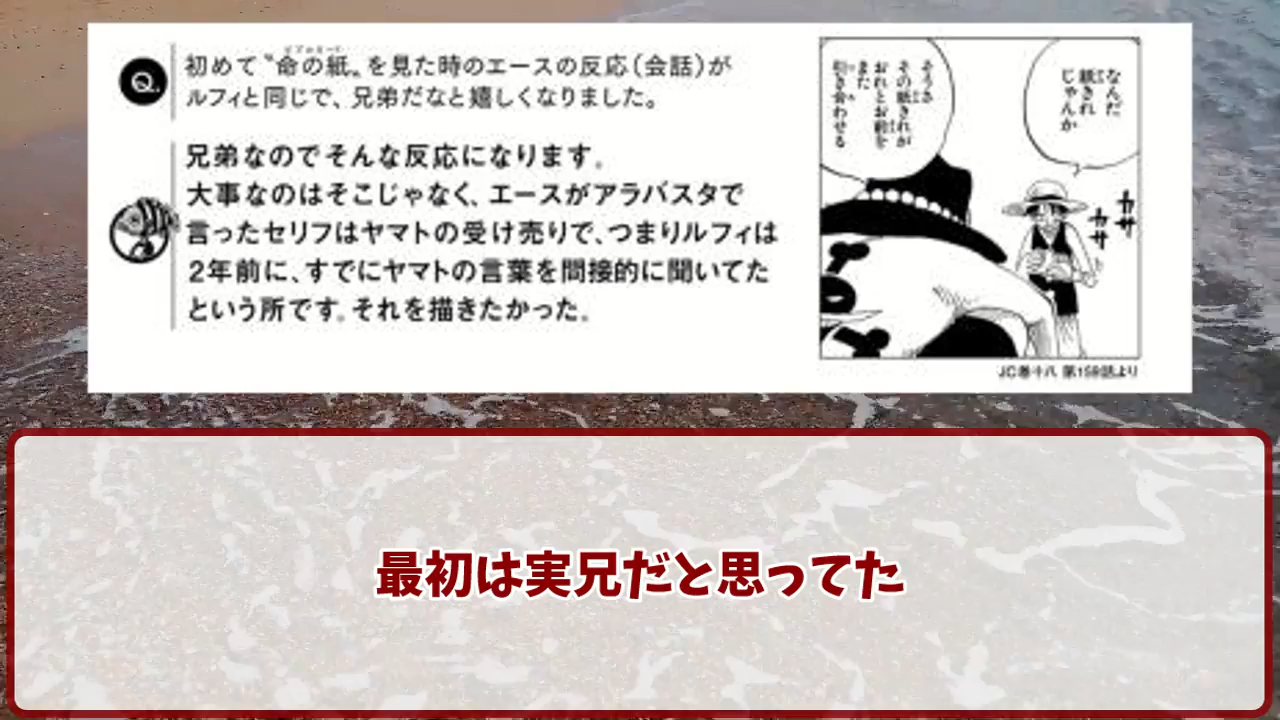 Q.
初めて〝命の紙〟を見た時のエースの反応(会話)が
ルフィと同じで、兄弟だなと嬉しくなりました。
兄弟なのでそんな反応になります。
大事なのはそこじゃなく、エースがアラバスタで
言ったセリフはヤマトの受け売りで、つまりルフィは
2年前に、すでにヤマトの言葉を間接的に聞いてた
という所です。それを描きたかった。
なんだ
紙きれ
じゃんか
カサ
カサ
そうさ
その紙きれが
おれとお前を
また
引き合わせる
JC巻十八 第159話より
最初は実兄だと思ってた